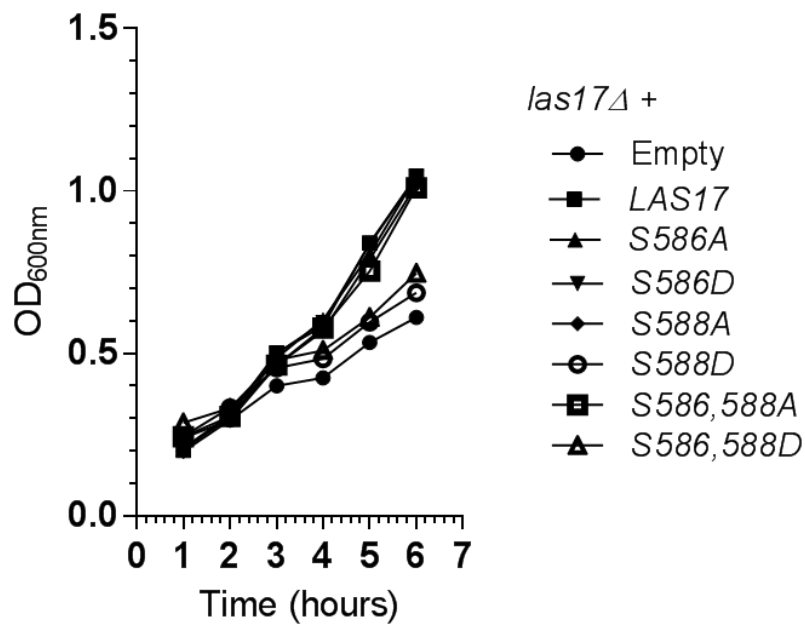 1.5
1.0
0.5
0.0
OD600nm
0 1 2 3 4 5 6 7
Time (hours)
las17Δ +
Empty
LAS17
S586A
S586D
S588A
S588D
S586,588A
S586,588D